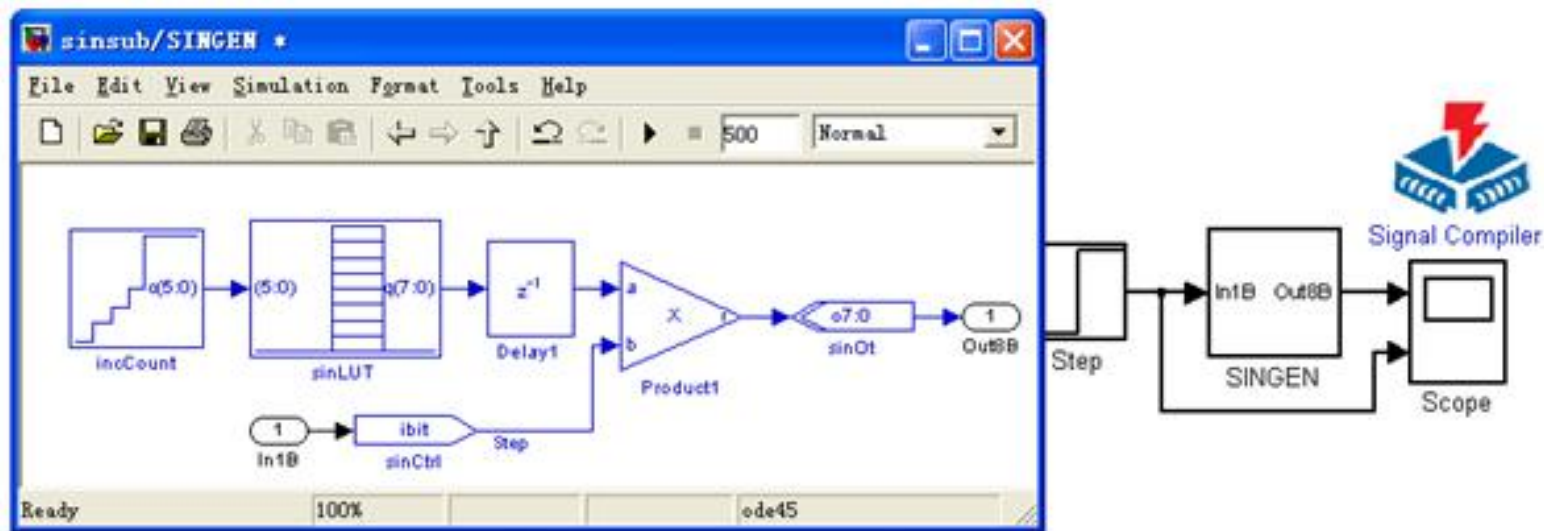 sinsub/SINGEN *
File Edit View Simulation Format Tools Help
500 Normal
q(5:0)
incCount
(5:0) q(7:0)
sinLUT
z⁻¹
Delay1
a
X
r
b
Product1
o7:0
sinOt
1
Out8B
1
In1B
ibit
sinCtrl
Step
Ready 100% ode45
Step
In1B Out8B
SINGEN
Signal Compiler
Scope